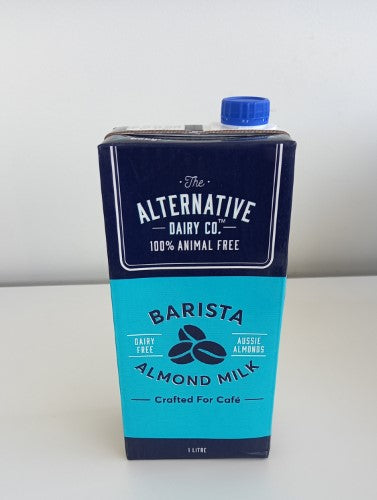 The
ALTERNATIVE
DAIRY CO.™
100% ANIMAL FREE
BARISTA
DAIRY FREE
AUSSIE ALMONDS
ALMOND MILK
Crafted For Café
1 LITRE